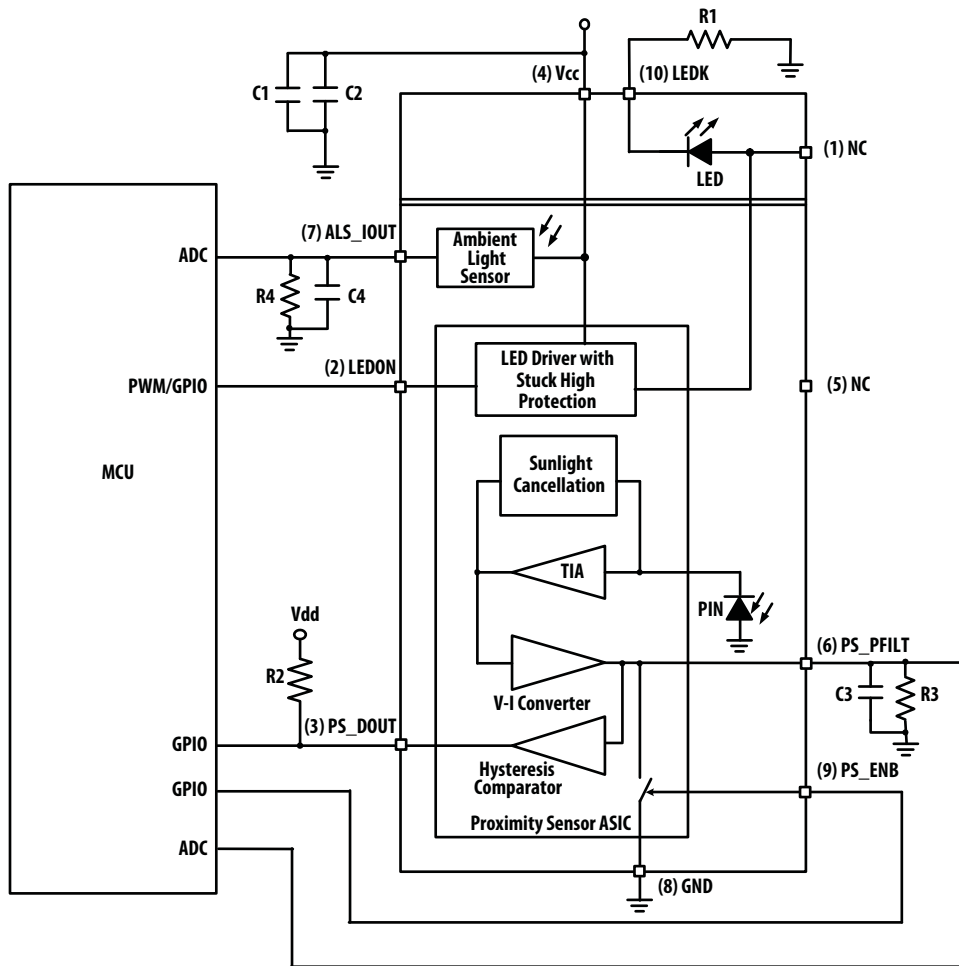 R1
(4) Vcc
(10) LEDK
C1
C2
(1) NC
LED
(7) ALS_IOUT
ADC
Ambient
Light
Sensor
R4
C4
(2) LEDON
PWM/GPIO
LED Driver with
Stuck High
Protection
(5) NC
MCU
Sunlight
Cancellation
TIA
PIN
Vdd
(6) PS_PFILT
R2
C3
R3
V-I Converter
(3) PS_DOUT
GPIO
Hysteresis
Comparator
(9) PS_ENB
GPIO
Proximity Sensor ASIC
ADC
(8) GND